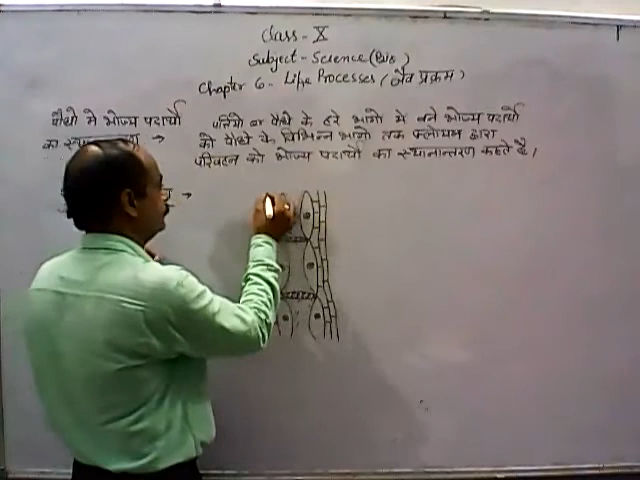 Class - X
Subject - Science (Bio)
Chapter 6 - Life Processes (जैव प्रक्रम)
पौधों में भोज्य पदार्थों
का स्थानान्तरण →
पत्तियों या पौधे के हरे भागों में बने भोज्य पदार्थों
को पौधे के विभिन्न भागों तक फ्लोएम द्वारा
परिवहन को भोज्य पदार्थों का स्थानान्तरण कहते है।
→